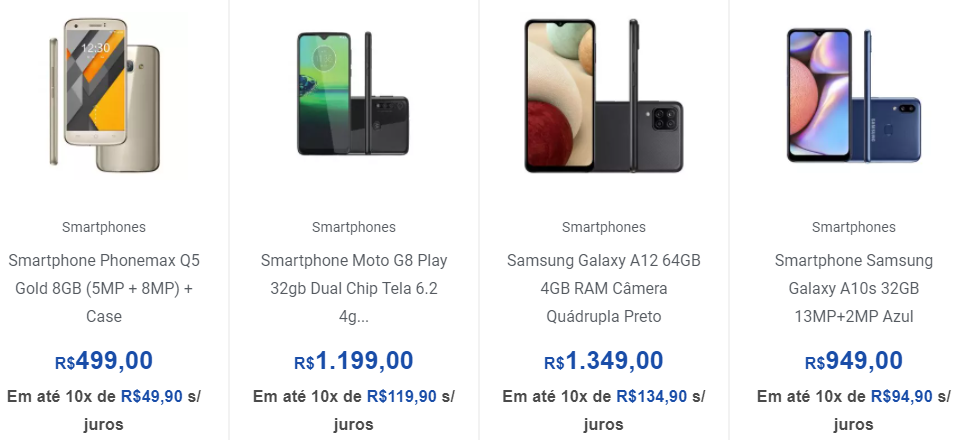 12:30
Smartphones
Smartphone Phonemax Q5
Gold 8GB (5MP + 8MP) +
Case
R$499,00
Em até 10x de R$49,90 s/
juros
Smartphones
Smartphone Moto G8 Play
32gb Dual Chip Tela 6.2
4g...
R$1.199,00
Em até 10x de R$119,90 s/
juros
Smartphones
Samsung Galaxy A12 64GB
4GB RAM Câmera
Quádrupla Preto
R$1.349,00
Em até 10x de R$134,90 s/
juros
SAMSUNG
Smartphones
Smartphone Samsung
Galaxy A10s 32GB
13MP+2MP Azul
R$949,00
Em até 10x de R$94,90 s/
juros